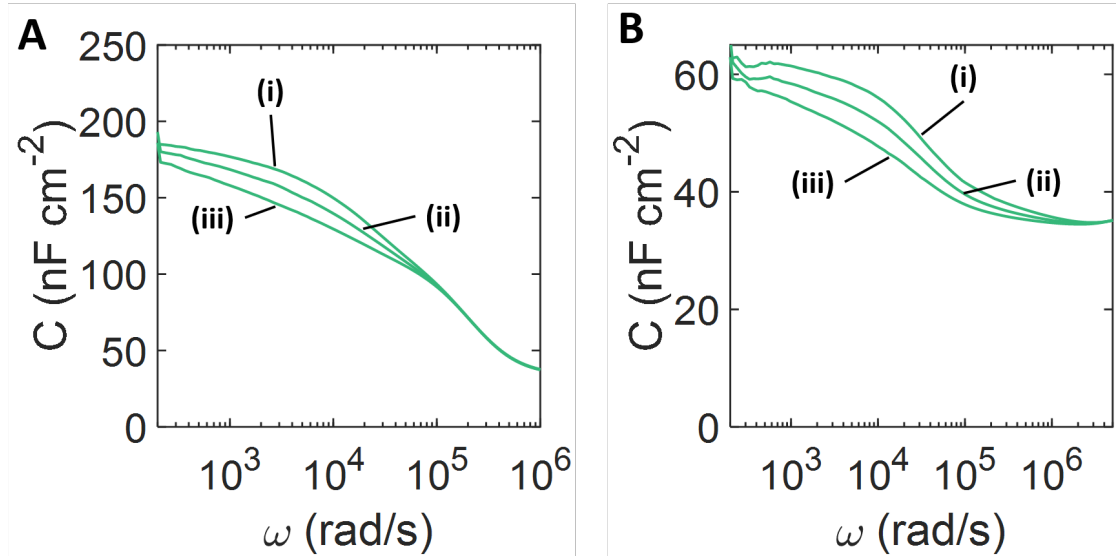 A
250
200
150
100
50
0
C (nF cm⁻²)
(i)
(ii)
(iii)
10³ 10⁴ 10⁵ 10⁶
ω (rad/s)
B
60
40
20
0
C (nF cm⁻²)
(i)
(ii)
(iii)
10³ 10⁴ 10⁵ 10⁶
ω (rad/s)